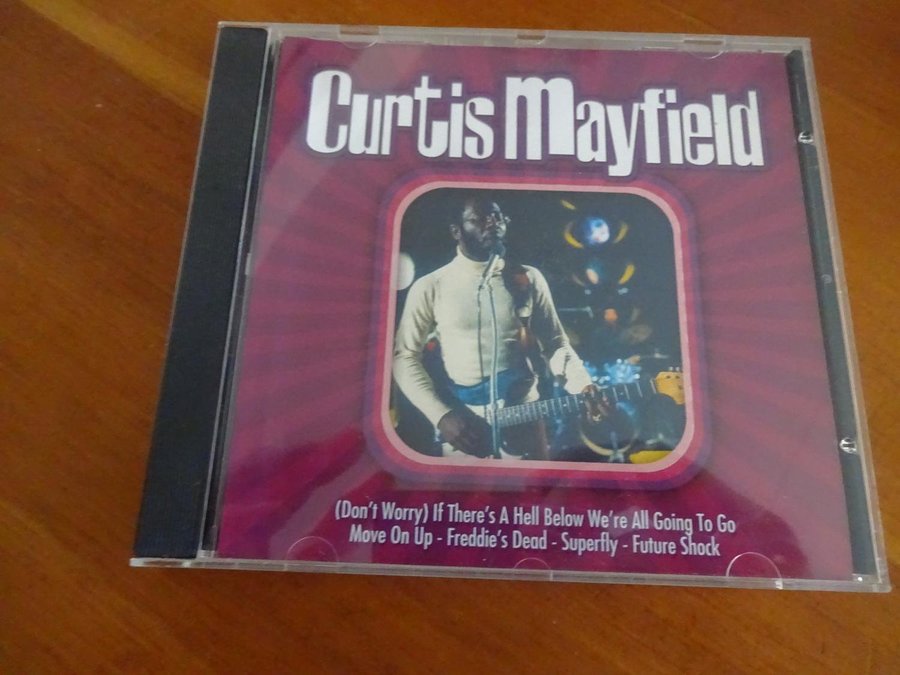 Curtis Mayfield
(Don't Worry) If There's A Hell Below We're All Going To Go
Move On Up - Freddie's Dead - Superfly - Future Shock